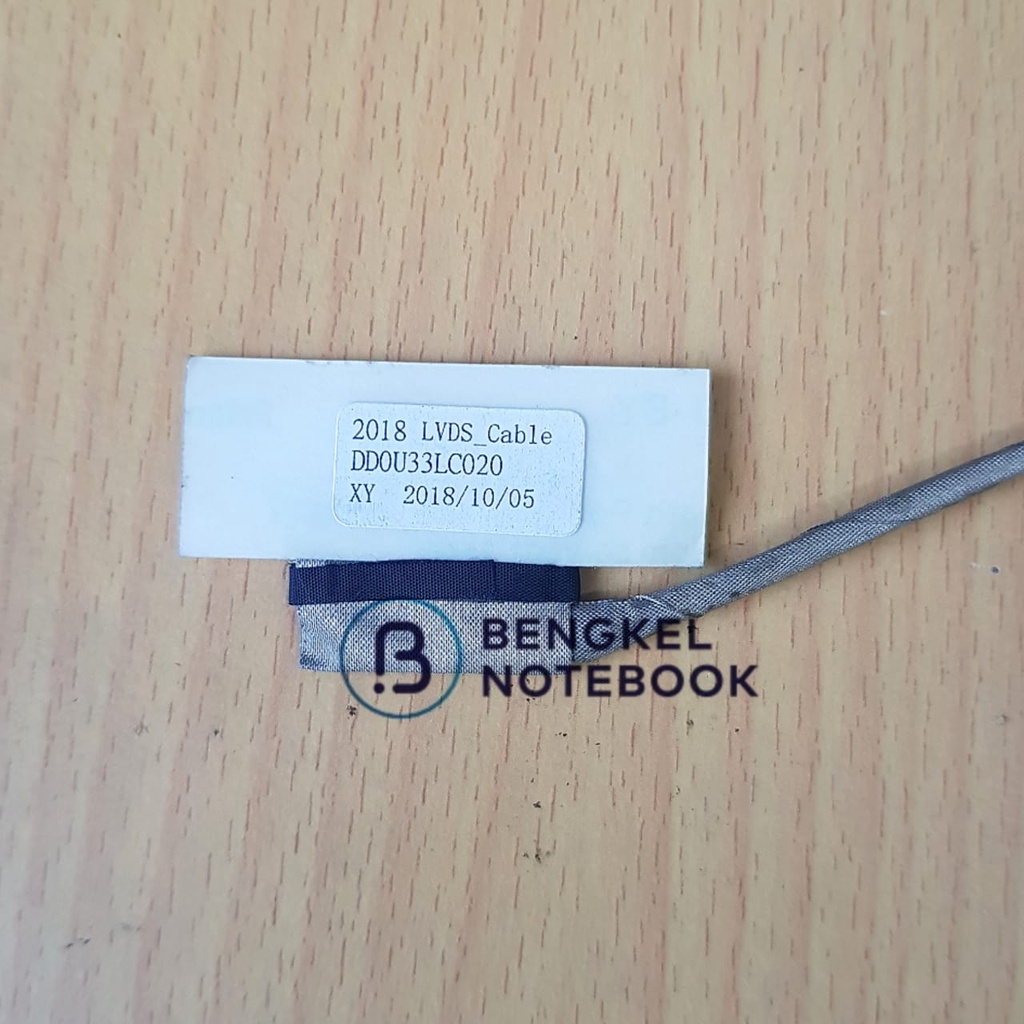 2018 LVDS_Cable
DD0U33LC020
XY 2018/10/05
B BENGKEL
NOTEBOOK